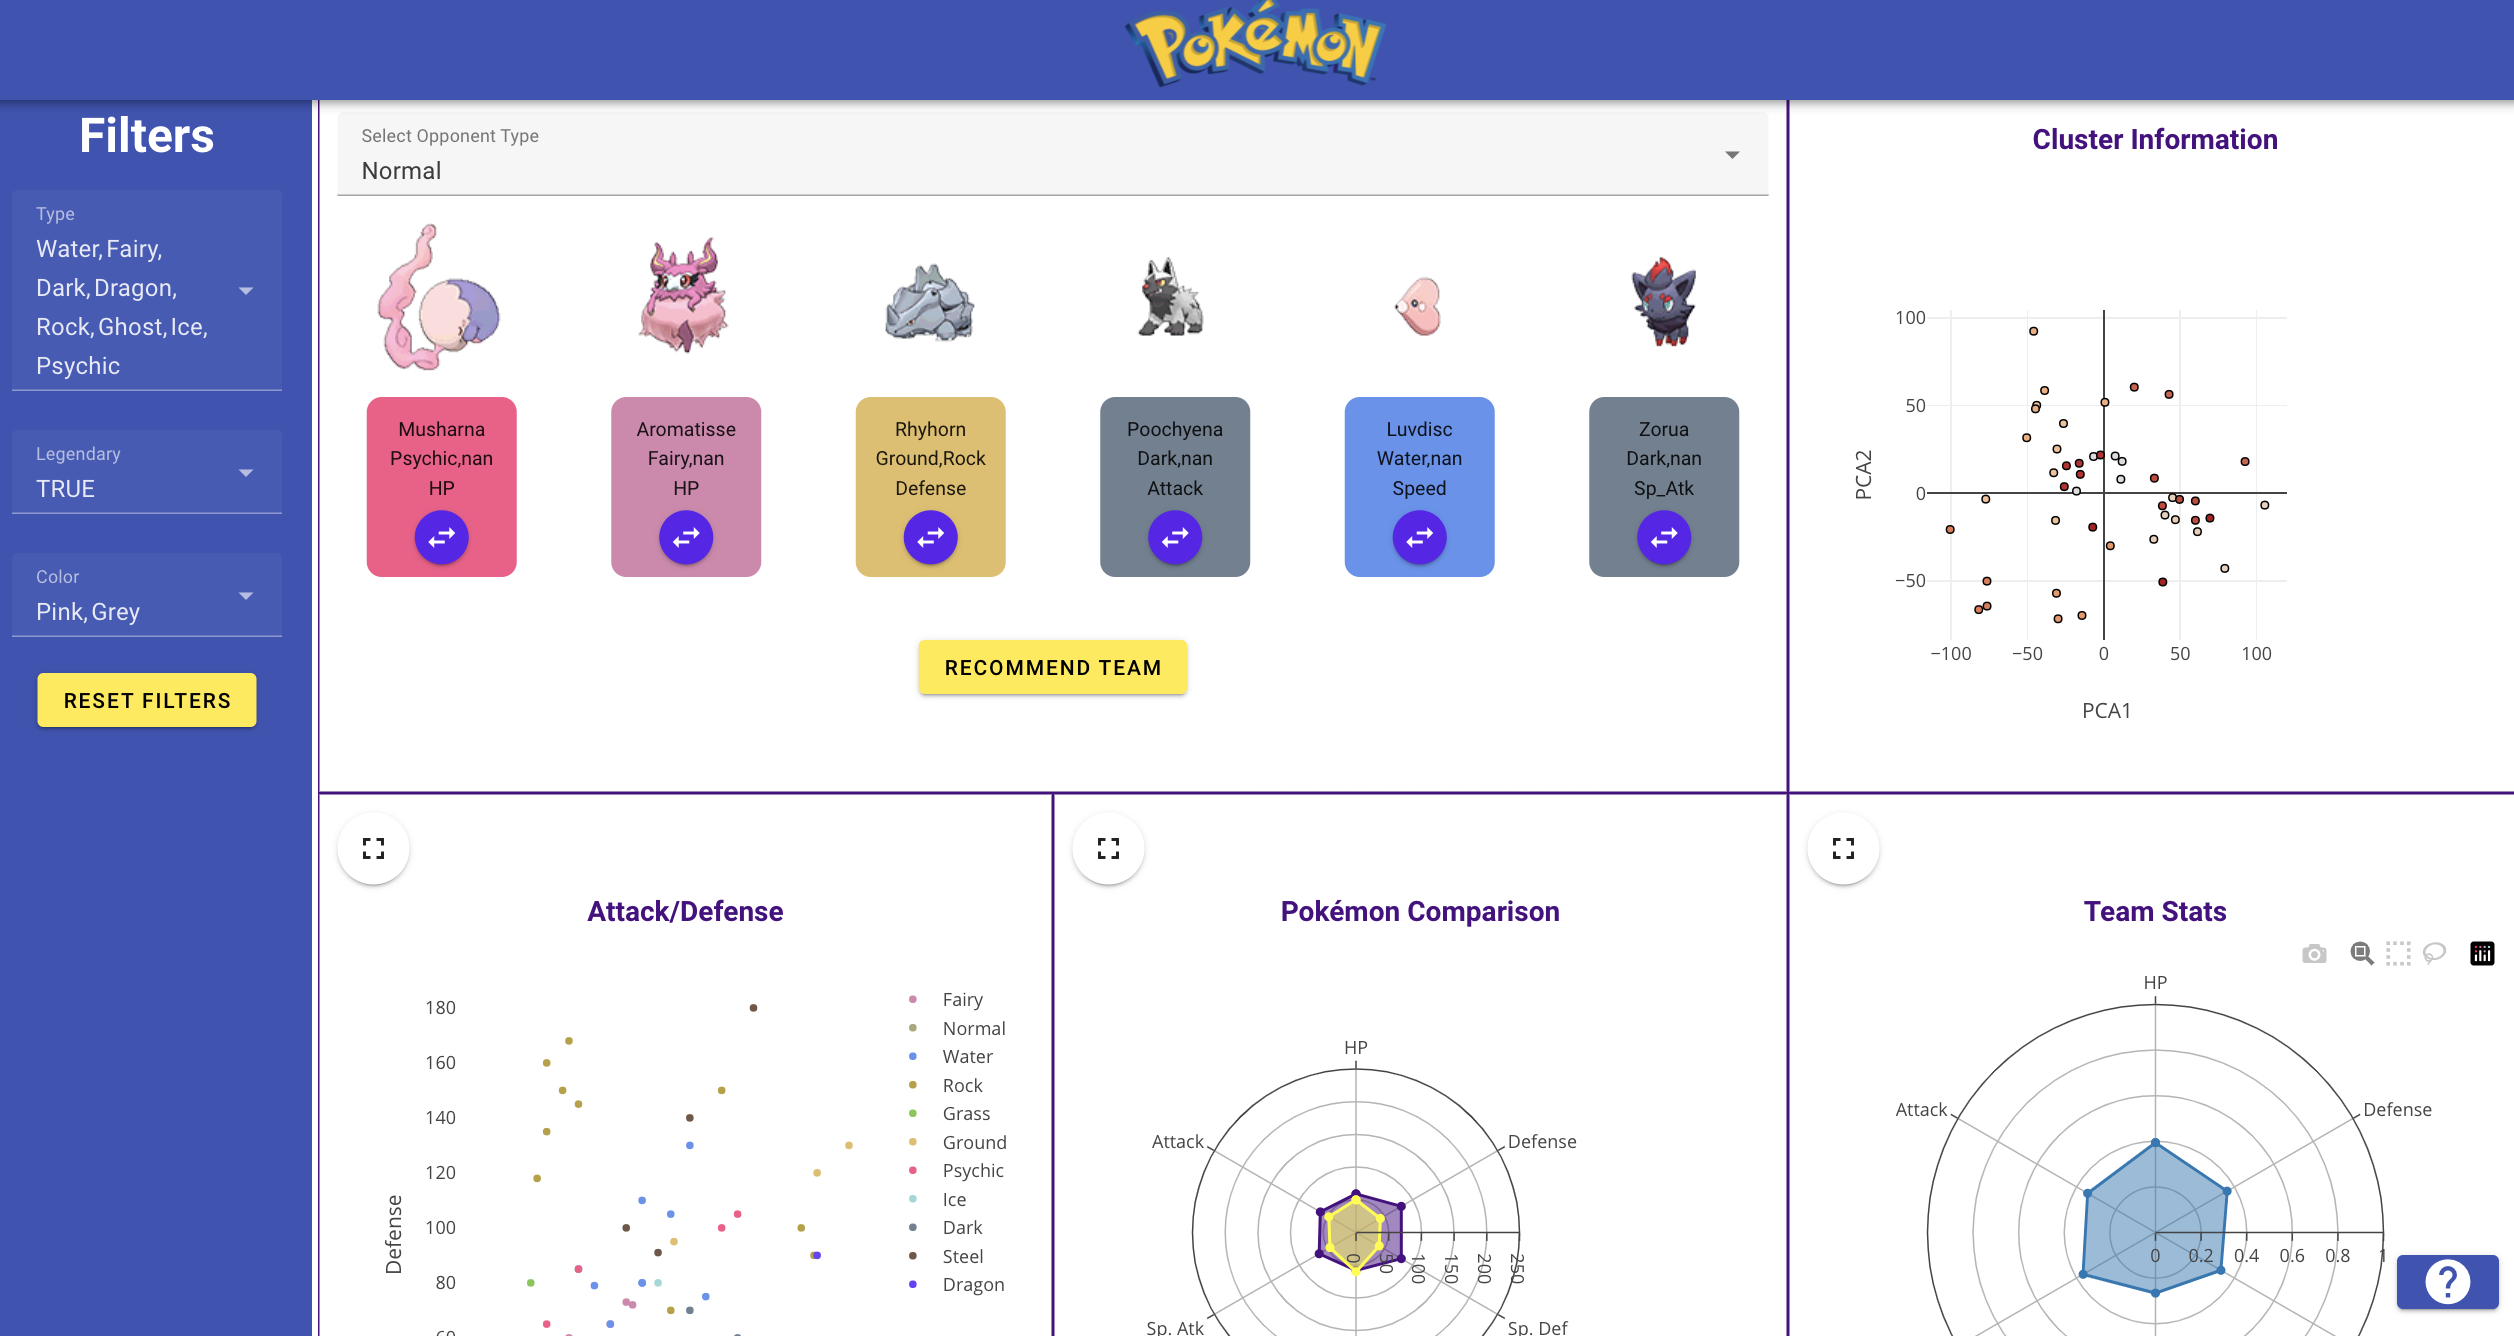 POKéMON
Filters
Type
Water, Fairy,
Dark, Dragon,
Rock, Ghost, Ice,
Psychic
Legendary
TRUE
Color
Pink, Grey
RESET FILTERS
Select Opponent Type
Normal
Musharna
Psychic,nan
HP
Aromatisse
Fairy,nan
HP
Rhyhorn
Ground,Rock
Defense
Poochyena
Dark,nan
Attack
Luvdisc
Water,nan
Speed
Zorua
Dark,nan
Sp_Atk
RECOMMEND TEAM
Cluster Information
100
50
0
−50
PCA2
−100
−50
0
50
100
PCA1
Attack/Defense
180
160
140
120
100
80
60
Defense
Fairy
Normal
Water
Rock
Grass
Ground
Psychic
Ice
Dark
Steel
Dragon
Pokémon Comparison
HP
Attack
Defense
0
50
100
150
200
250
Sp. Atk
Sp. Def
Team Stats
HP
Attack
Defense
0
0.2
0.4
0.6
0.8
1
?